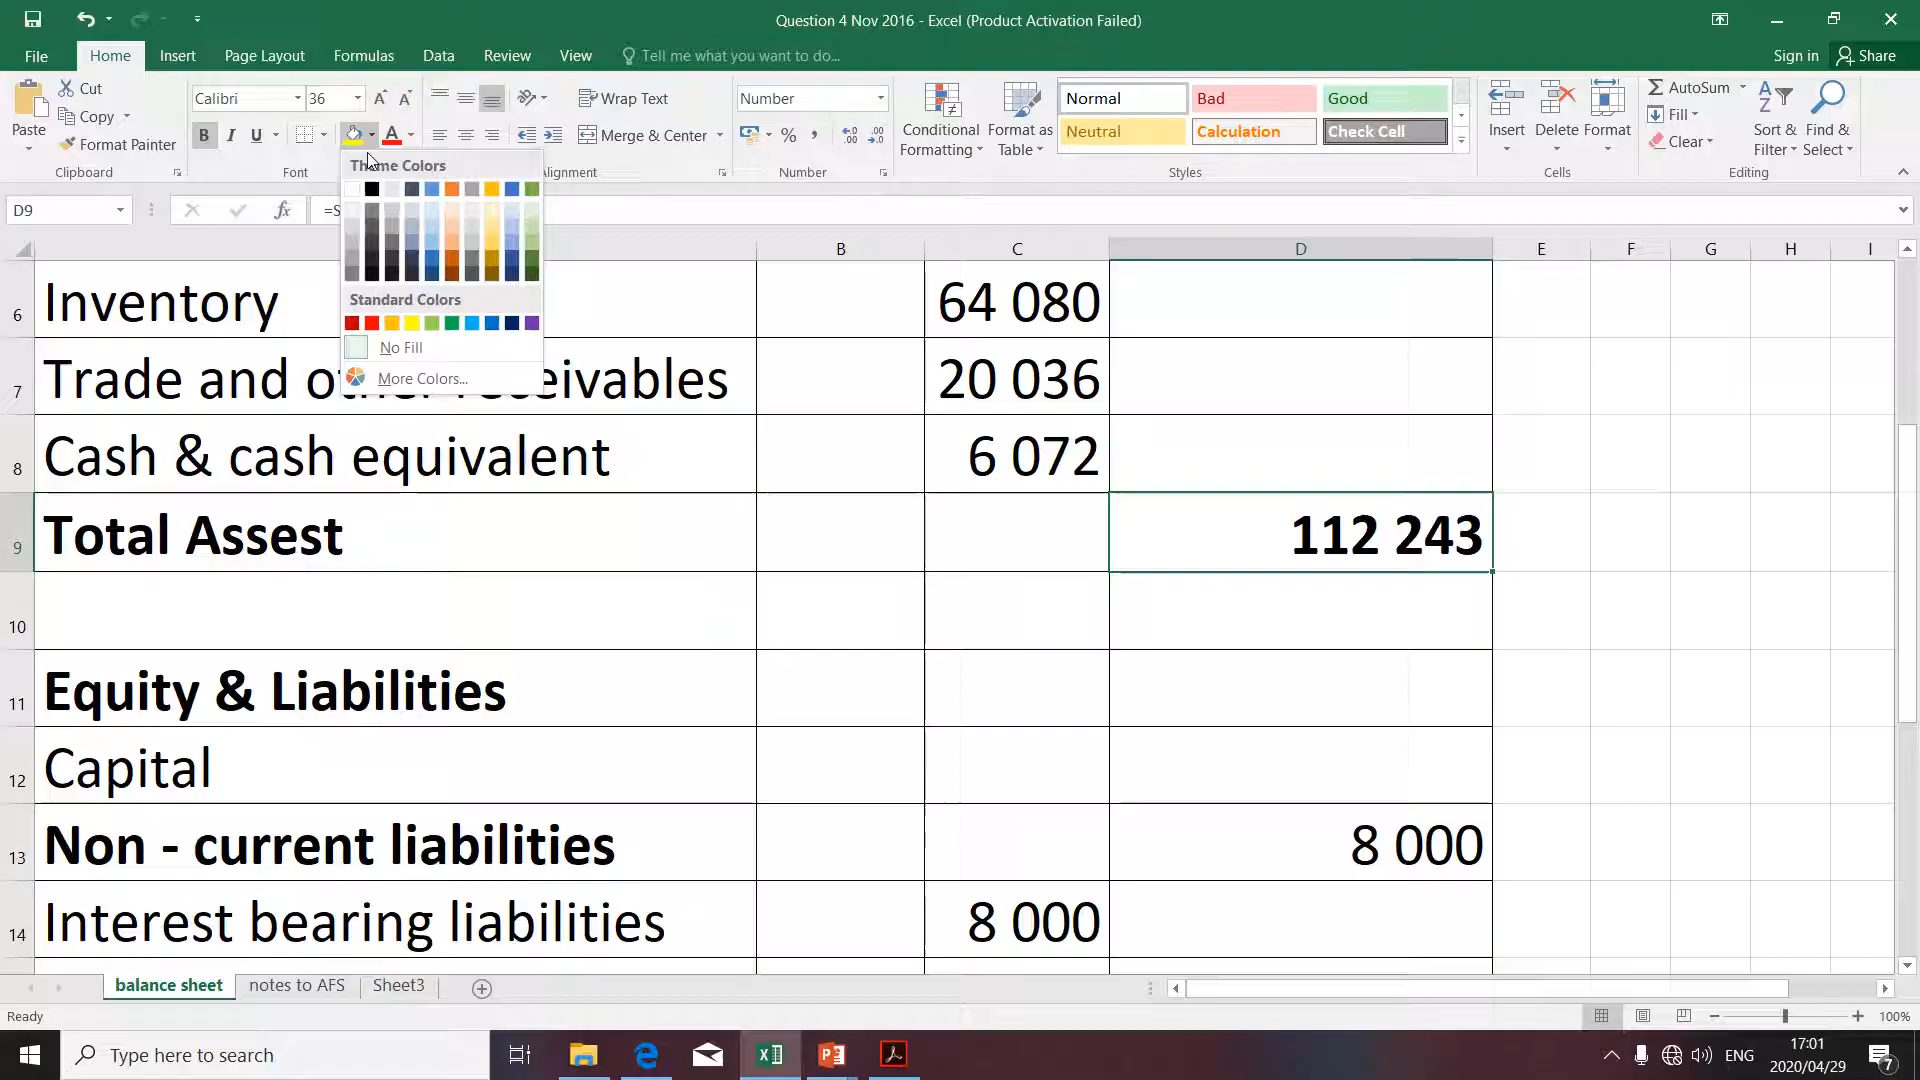 Question 4 Nov 2016 - Excel (Product Activation Failed)
File Home Insert Page Layout Formulas Data Review View Tell me what you want to do... Sign in Share
Paste
Cut
Copy
Format Painter
Clipboard
Calibri 36
B I U A
Font
Wrap Text
Merge & Center
lignment
Number
%
Number
Conditional Formatting
Format as Table
Normal Bad Good
Neutral Calculation Check Cell
Styles
Insert Delete Format
Cells
AutoSum
Fill
Clear
Sort & Filter
Find & Select
Editing
D9 fx =S
Theme Colors
Standard Colors
No Fill
More Colors...
B C D E F G H I
6 Inventory 64 080
7 Trade and o eivables 20 036
8 Cash & cash equivalent 6 072
9 Total Assest 112 243
10
11 Equity & Liabilities
12 Capital
13 Non - current liabilities 8 000
14 Interest bearing liabilities 8 000
balance sheet notes to AFS Sheet3
Ready 100%
Type here to search ENG 17:01
2020/04/29 7